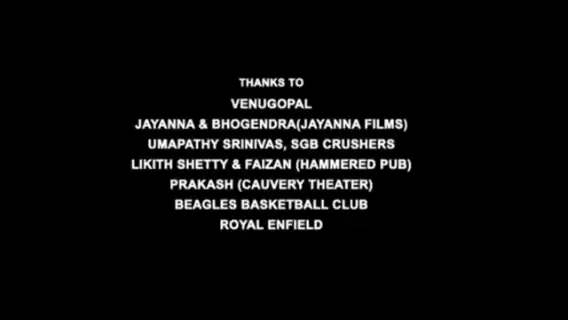 THANKS TO
VENUGOPAL
JAYANNA & BHOGENDRA(JAYANNA FILMS)
UMAPATHY SRINIVAS, SGB CRUSHERS
LIKITH SHETTY & FAIZAN (HAMMERED PUB)
PRAKASH (CAUVERY THEATER)
BEAGLES BASKETBALL CLUB
ROYAL ENFIELD